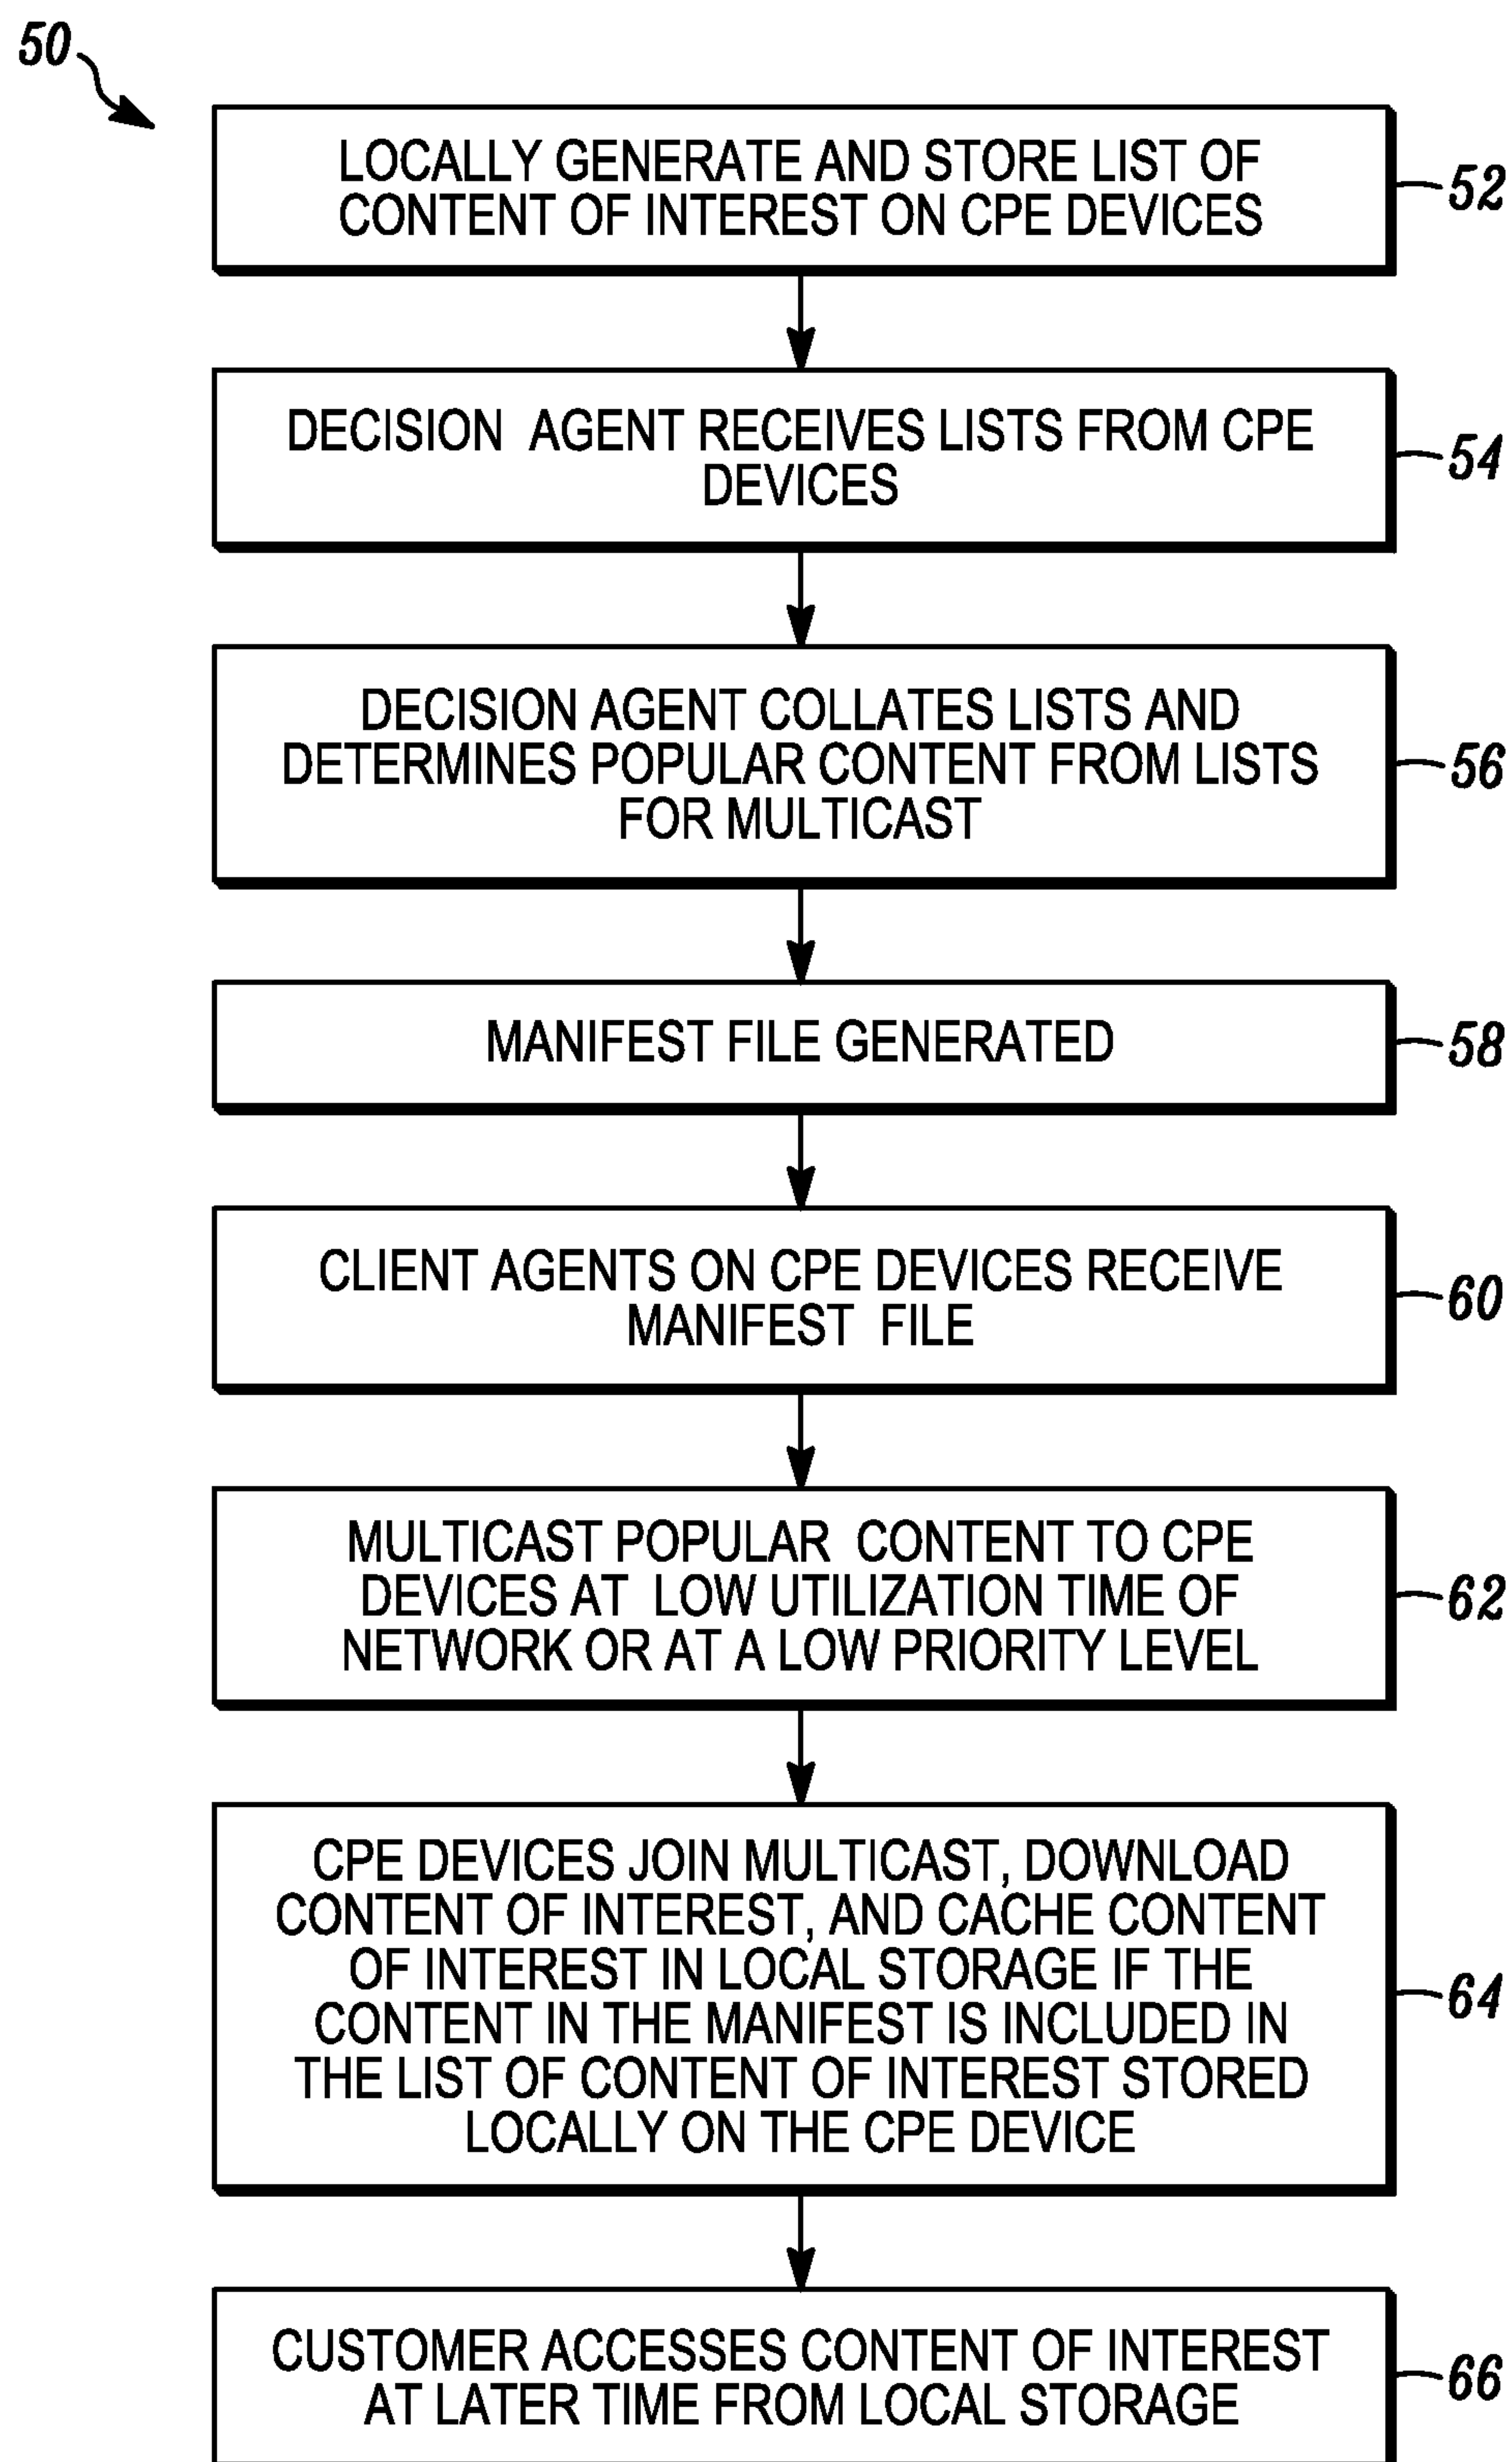 50
LOCALLY GENERATE AND STORE LIST OF
CONTENT OF INTEREST ON CPE DEVICES
52
DECISION AGENT RECEIVES LISTS FROM CPE
DEVICES
54
DECISION AGENT COLLATES LISTS AND
DETERMINES POPULAR CONTENT FROM LISTS
FOR MULTICAST
56
MANIFEST FILE GENERATED
58
CLIENT AGENTS ON CPE DEVICES RECEIVE
MANIFEST FILE
60
MULTICAST POPULAR CONTENT TO CPE
DEVICES AT LOW UTILIZATION TIME OF
NETWORK OR AT A LOW PRIORITY LEVEL
62
CPE DEVICES JOIN MULTICAST, DOWNLOAD
CONTENT OF INTEREST, AND CACHE CONTENT
OF INTEREST IN LOCAL STORAGE IF THE
CONTENT IN THE MANIFEST IS INCLUDED IN
THE LIST OF CONTENT OF INTEREST STORED
LOCALLY ON THE CPE DEVICE
64
CUSTOMER ACCESSES CONTENT OF INTEREST
AT LATER TIME FROM LOCAL STORAGE
66